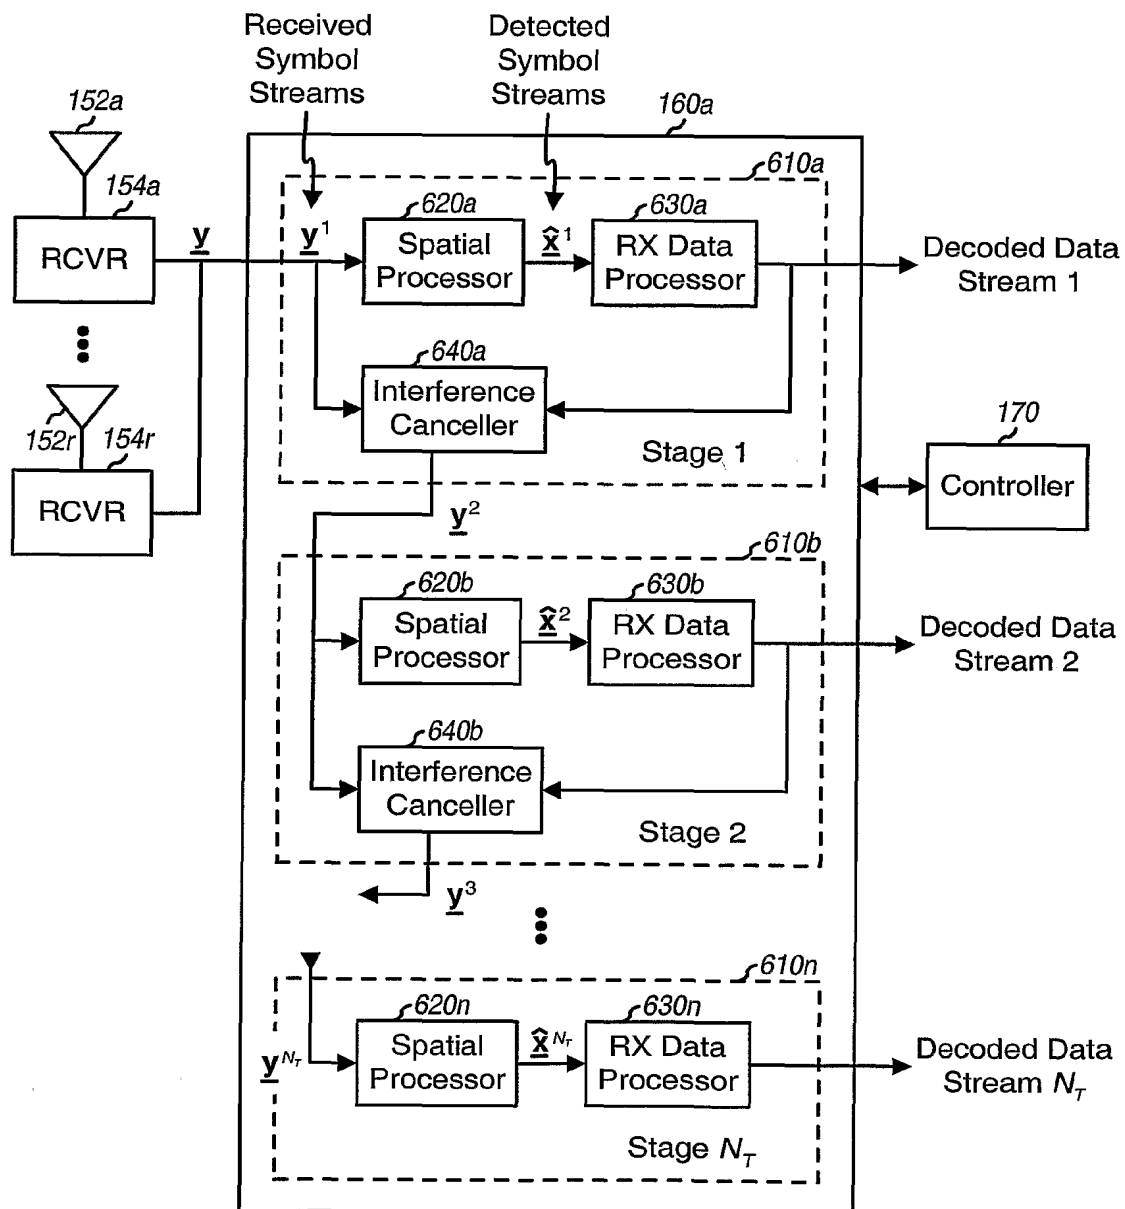 Received
Symbol
Streams
Detected
Symbol
Streams
152a
160a
610a
154a
620a
630a
RCVR
y
y1
Spatial
Processor
x̂1
RX Data
Processor
Decoded Data
Stream 1
640a
Interference
Canceller
152r
154r
Stage 1
170
RCVR
Controller
y2
610b
620b
630b
Spatial
Processor
x̂2
RX Data
Processor
Decoded Data
Stream 2
640b
Interference
Canceller
Stage 2
y3
610n
620n
630n
yNT
Spatial
Processor
x̂NT
RX Data
Processor
Decoded Data
Stream NT
Stage NT